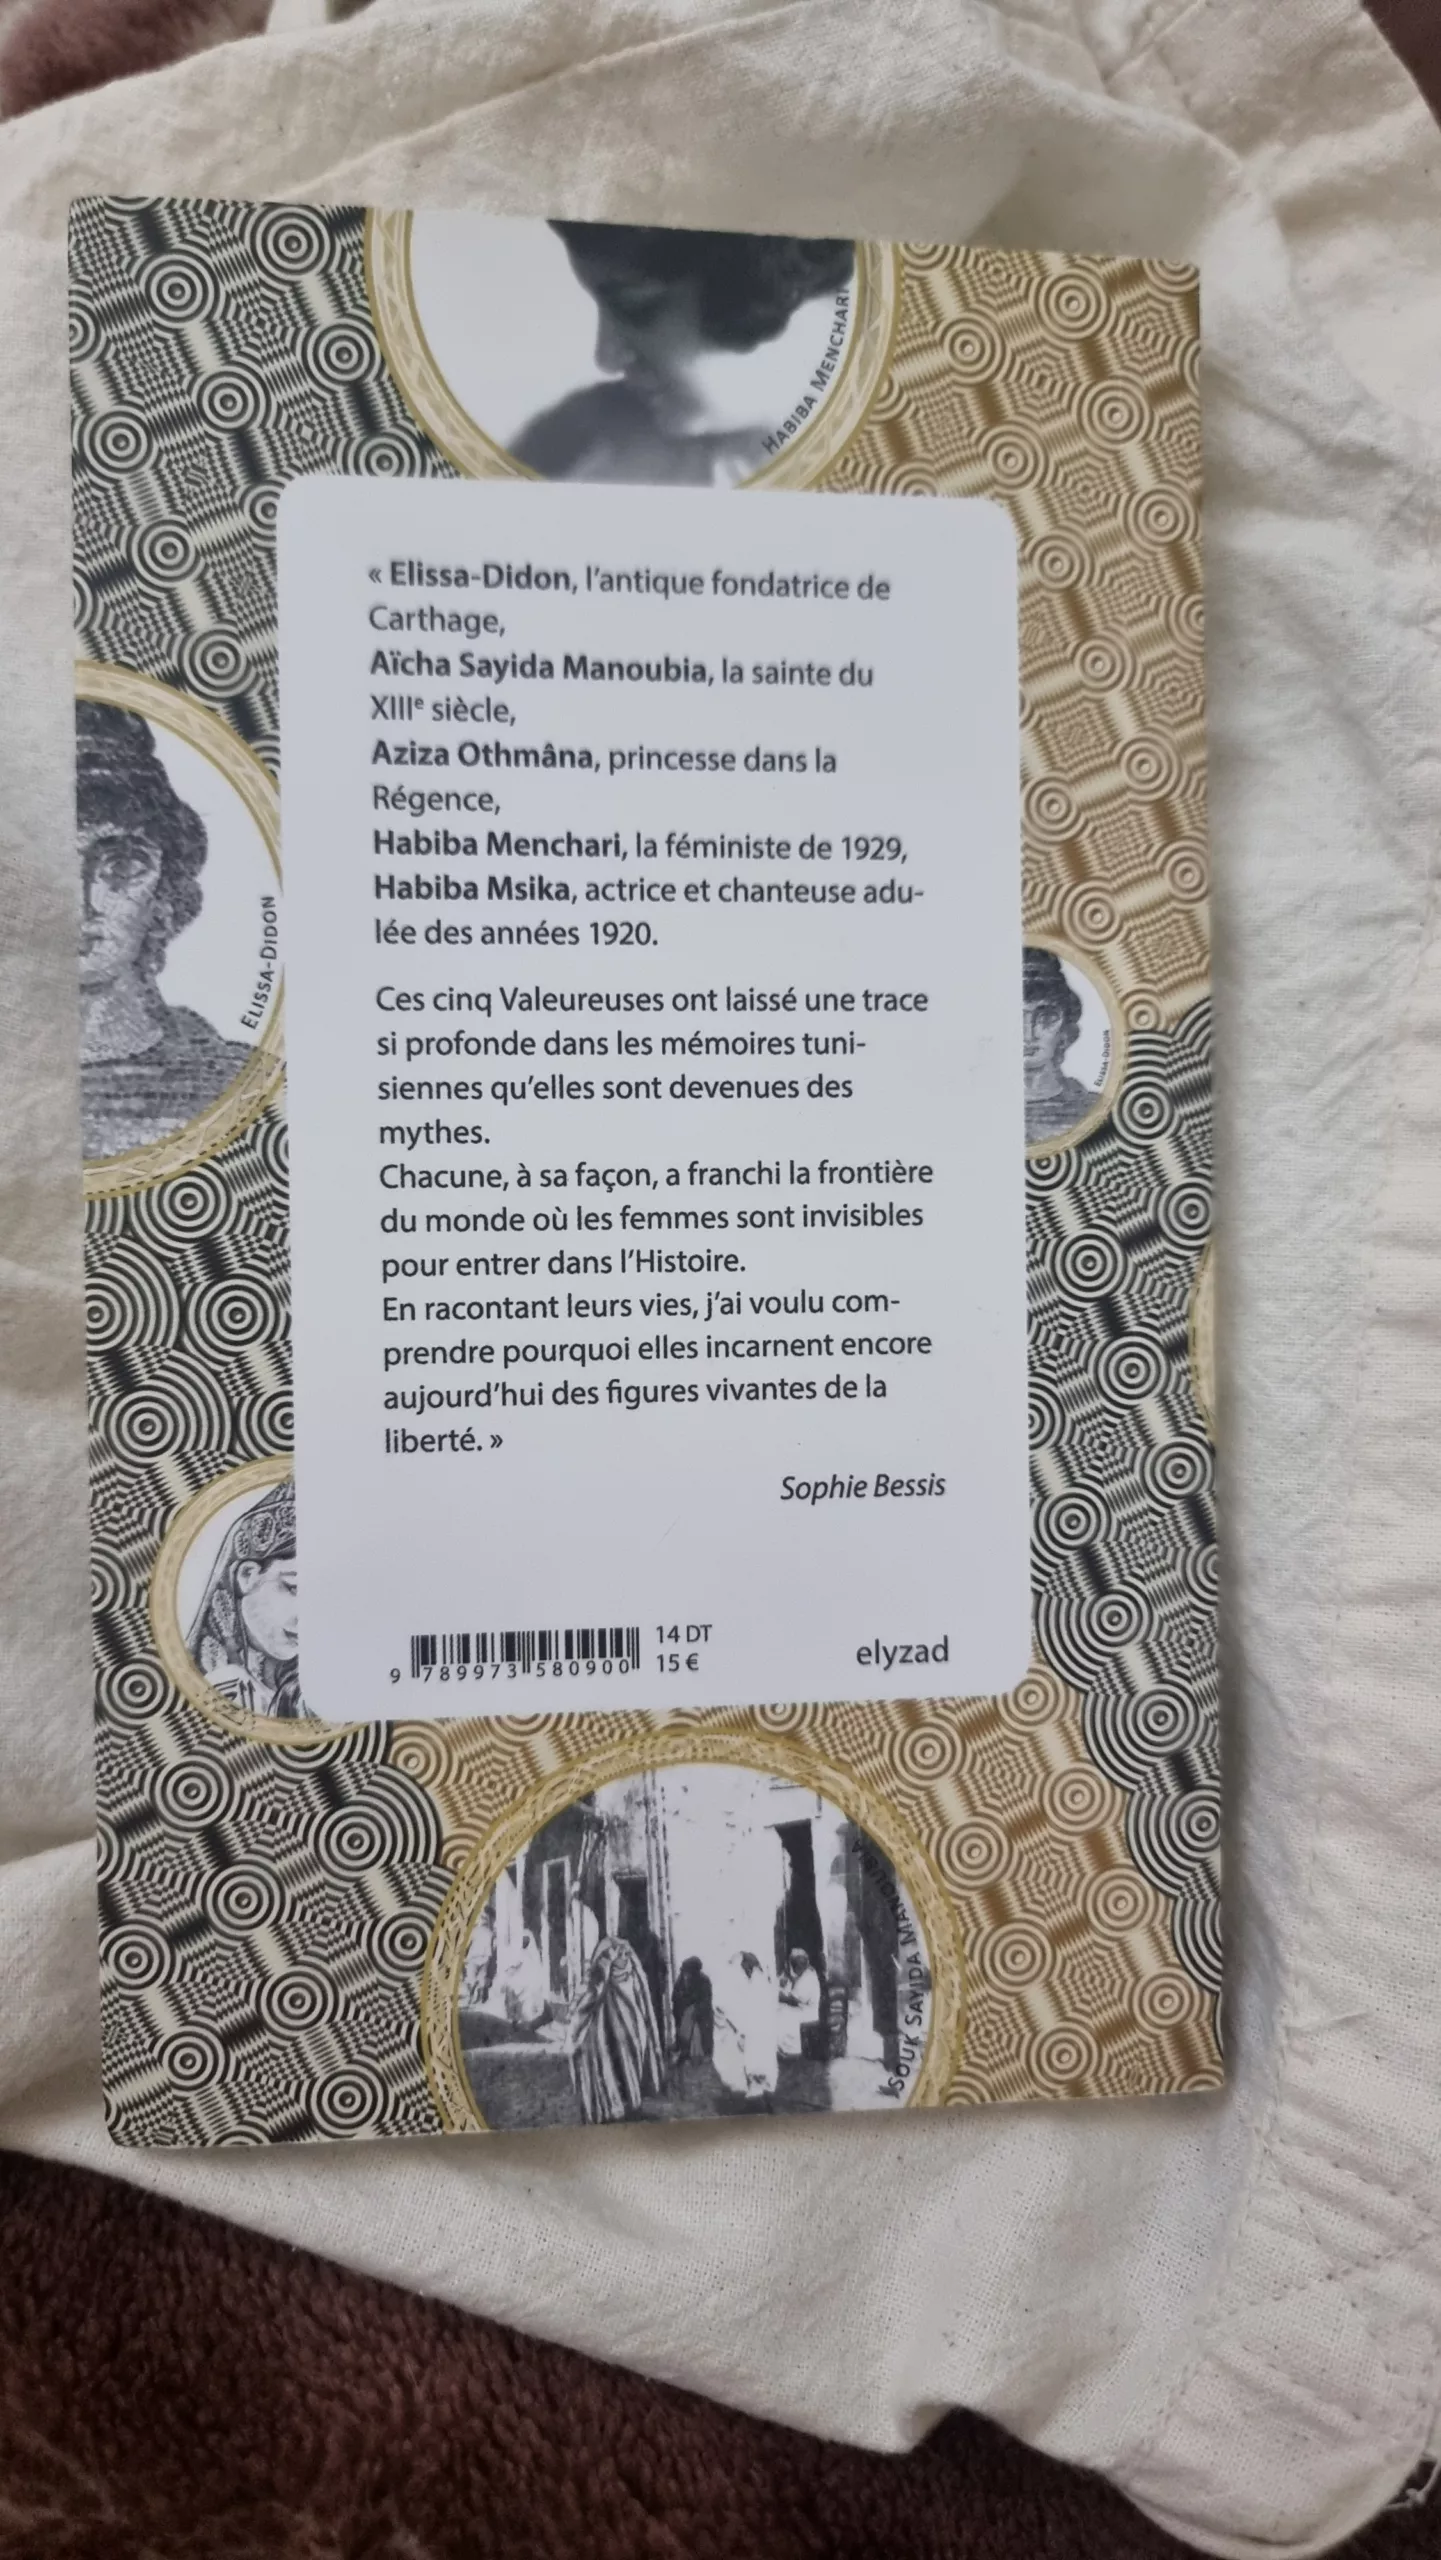 HABIBA MENCHARI
« Elissa-Didon, l'antique fondatrice de
Carthage,
Aïcha Sayida Manoubia, la sainte du
XIIIe siècle,
Aziza Othmâna, princesse dans la
Régence,
Habiba Menchari, la féministe de 1929,
Habiba Msika, actrice et chanteuse adu-
lée des années 1920.
Ces cinq Valeureuses ont laissé une trace
si profonde dans les mémoires tuni-
siennes qu'elles sont devenues des
mythes.
Chacune, à sa façon, a franchi la frontière
du monde où les femmes sont invisibles
pour entrer dans l'Histoire.
En racontant leurs vies, j'ai voulu com-
prendre pourquoi elles incarnent encore
aujourd'hui des figures vivantes de la
liberté. »
Sophie Bessis
ELISSA-DIDON
ELISSA-DIDON
14 DT
15 €
9 789973 580900
elyzad
SOUK SAYIDA MANOUBIA